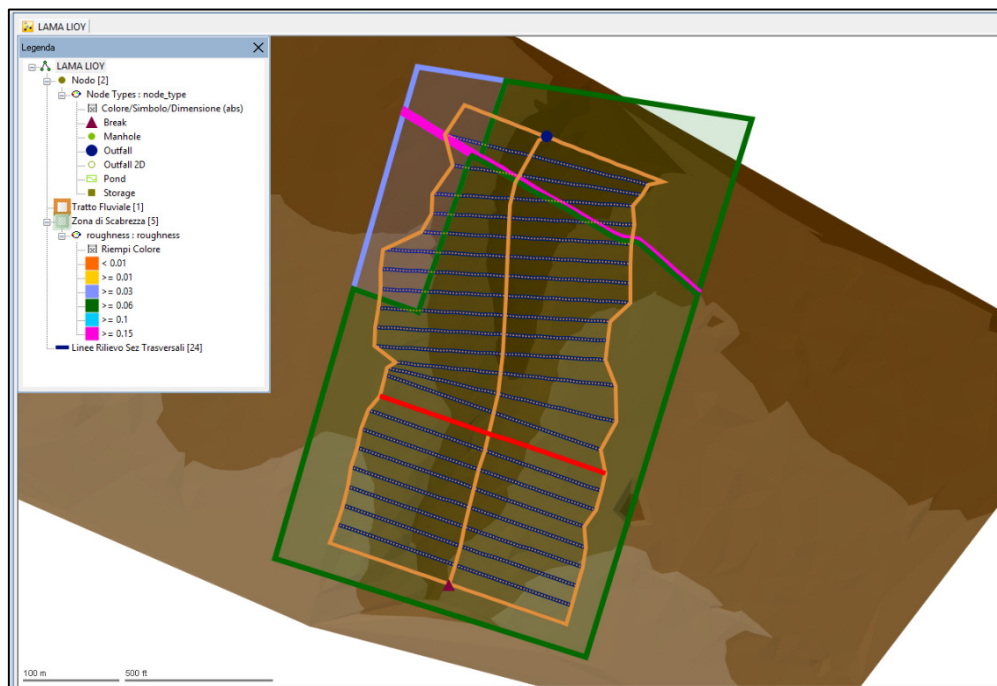 LAMA LIOY
Legenda
LAMA LIOY
Nodo [2]
Node Types : node_type
Colore/Simbolo/Dimensione (abs)
Break
Manhole
Outfall
Outfall 2D
Pond
Storage
Tratto Fluviale [1]
Zona di Scabrezza [5]
roughness : roughness
Riempi Colore
< 0.01
>= 0.01
>= 0.03
>= 0.06
>= 0.1
>= 0.15
Linee Rilievo Sez Trasversali [24]
100 m 500 ft